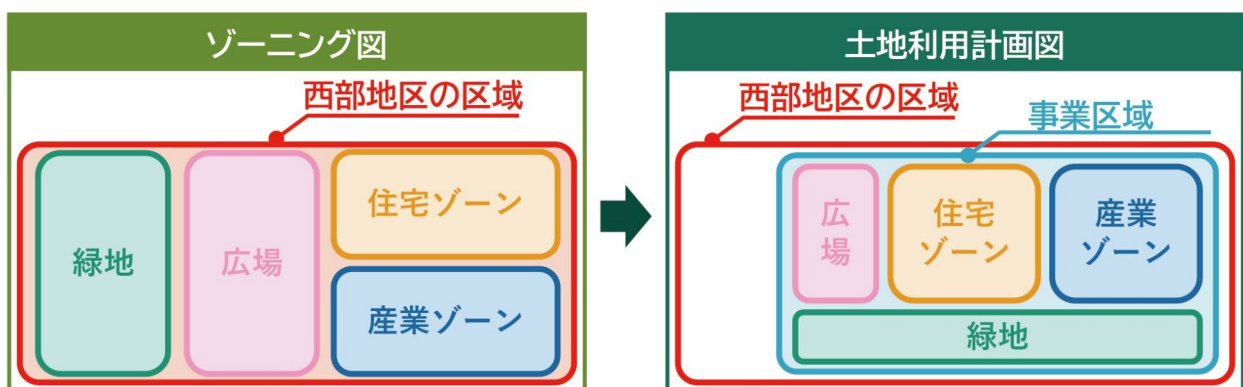 ゾーニング図
西部地区の区域
緑地
広場
住宅ゾーン
産業ゾーン
土地利用計画図
西部地区の区域
事業区域
広
場
住宅
ゾーン
産業
ゾーン
緑地